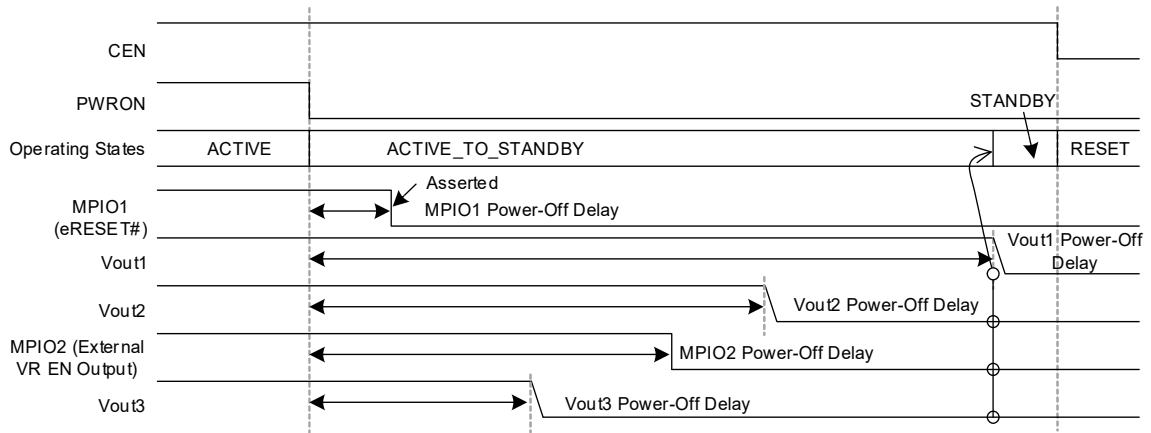 CEN
PWRON
STANDBY
Operating States
ACTIVE
ACTIVE_TO_STANDBY
RESET
Asserted
MPIO1
(eRESET#)
MPIO1 Power-Off Delay
Vout1
Vout1 Power-Off
Delay
Vout2
Vout2 Power-Off Delay
MPIO2 (External
VR EN Output)
MPIO2 Power-Off Delay
Vout3
Vout3 Power-Off Delay